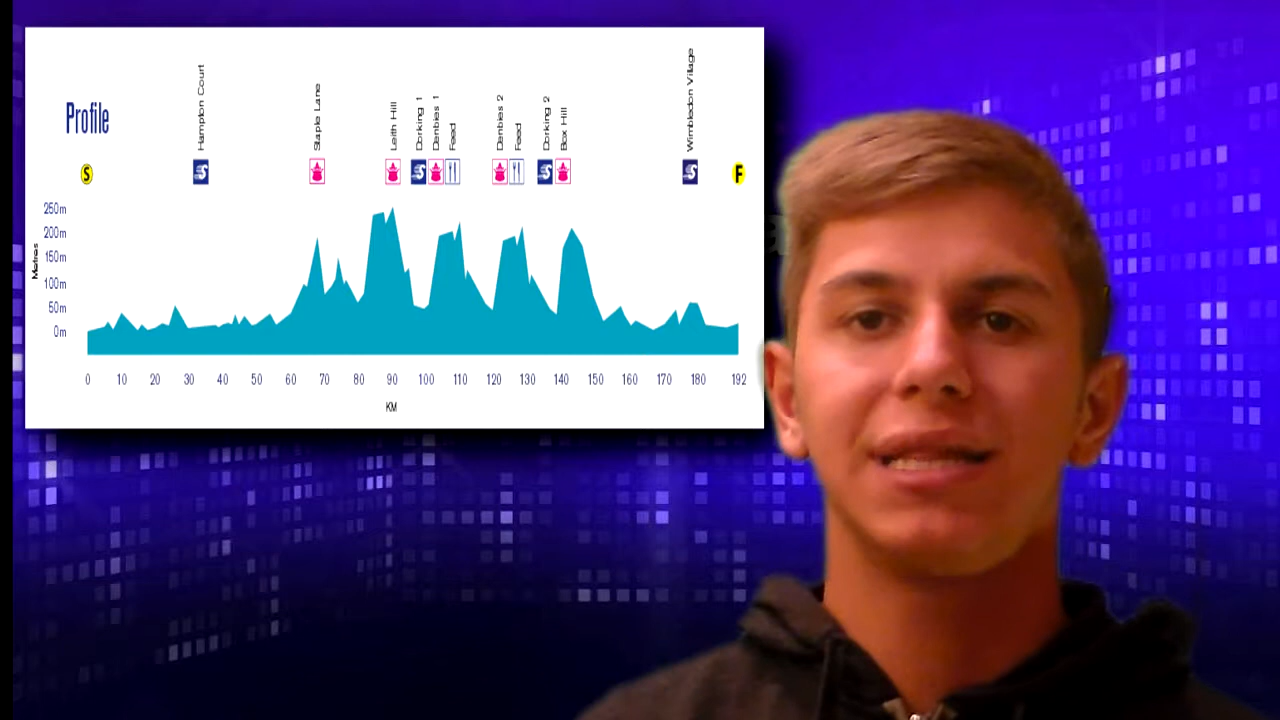 Profile
Hampton Court
Staple Lane
Leith Hill
Dorking 1
Denbies 1
Feed
Denbies 2
Feed
Dorking 2
Box Hill
Wimbledon Village
S
F
250m
200m
150m
100m
50m
0m
Metres
0 10 20 30 40 50 60 70 80 90 100 110 120 130 140 150 160 170 180 192
KM